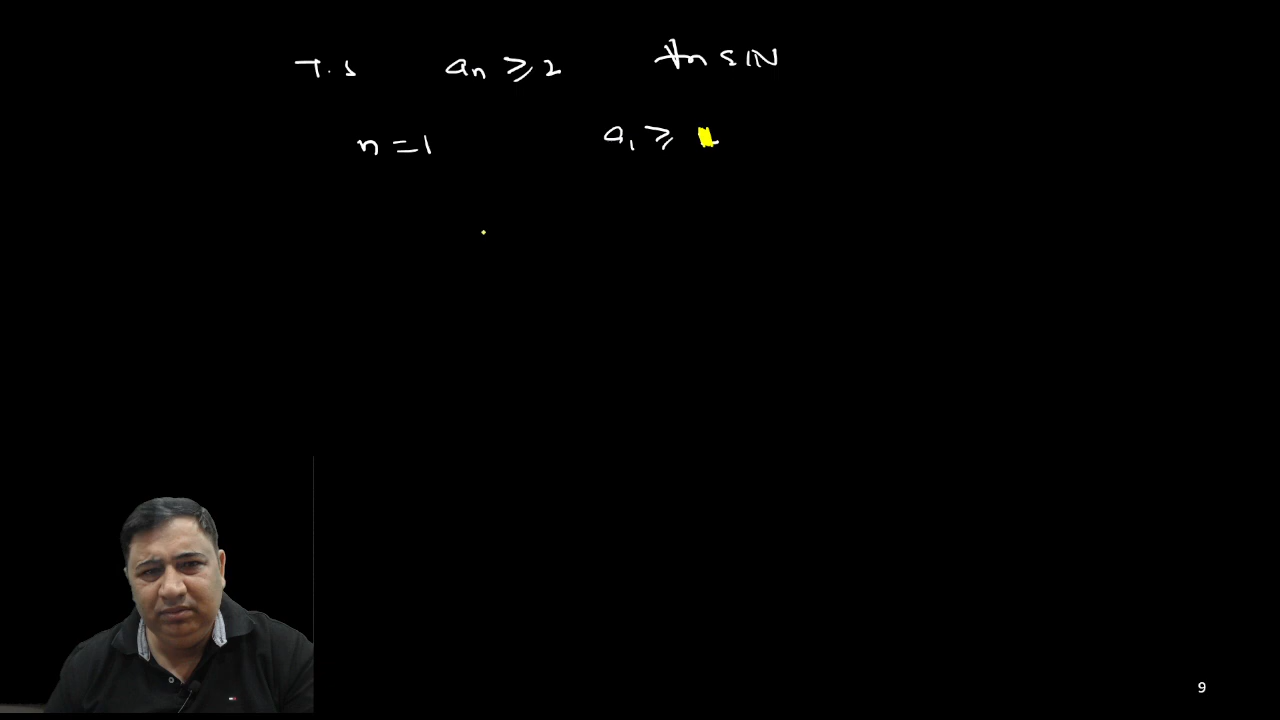 T.S aₙ ⩾ 2 ∀n ∈ ℕ
n = 1 a₁ ⩾
9